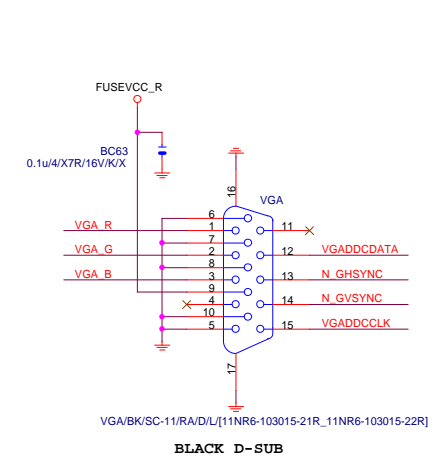 FUSEVCC_R
BC63
0.1u/4/X7R/16V/K/X
16
VGA
6
VGA_R
1
11
7
VGA_G
2
12
VGADDCDATA
8
VGA_B
3
13
N_GHSYNC
9
4
14
N_GVSYNC
10
5
15
VGADDCCLK
17
VGA/BK/SC-11/RA/D/L/[11NR6-103015-21R_11NR6-103015-22R]
BLACK D-SUB